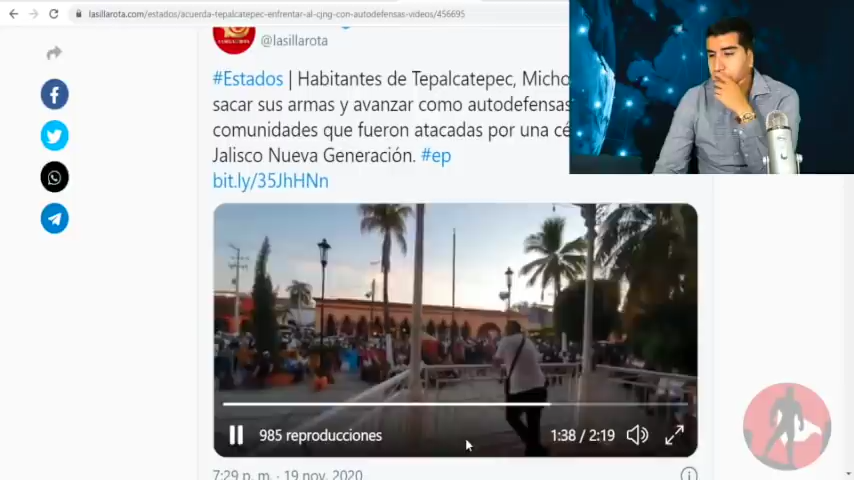 lasillarota.com/estados/acuerda-tepalcatepec-enfrentar-al-cjng-con-autodefensas-videos/456695
@lasillarota
#Estados | Habitantes de Tepalcatepec, Micho
sacar sus armas y avanzar como autodefensas
comunidades que fueron atacadas por una cé
Jalisco Nueva Generación. #ep
bit.ly/35JhHNn
985 reproducciones
1:38 / 2:19
7:29 p. m. · 19 nov. 2020